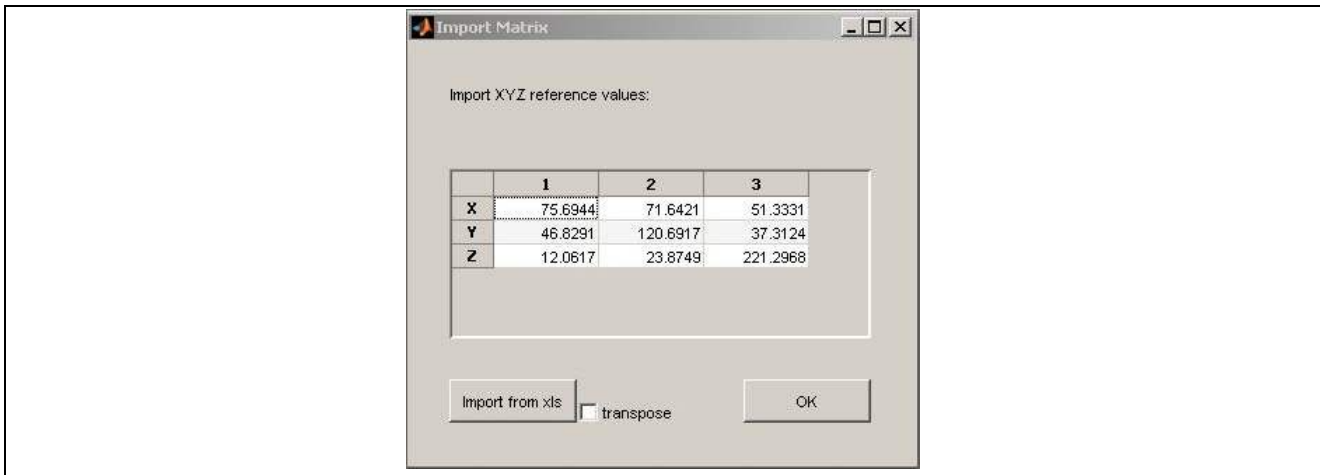 Import Matrix
Import XYZ reference values:
1 2 3
X 75.6944 71.6421 51.3331
Y 46.8291 120.6917 37.3124
Z 12.0617 23.8749 221.2968
Import from xls transpose OK